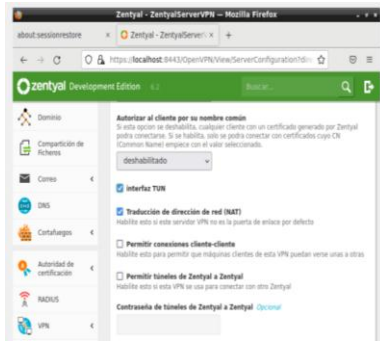 Zentyal - ZentyalServerVPN — Mozilla Firefox
about:sessionrestore
Zentyal - ZentyalServerV
https://localhost:8443/OpenVPN/View/ServerConfiguration?dir
zentyal Development Edition 6.2
Buscar...
Dominio
Compartición de
Ficheros
Correo
DNS
Cortafuegos
Autoridad de
certificación
RADIUS
VPN
Autorizar al cliente por su nombre común
Si esta opcion se deshabilita, cualquier cliente con un certificado generado por Zentyal
podra conectarse. Si se habilita, solo se podrá conectar con certificados cuyo CN
(Common Name) empiece con el valor seleccionado.
deshabilitado
interfaz TUN
Traducción de dirección de red (NAT)
Habilite esto si este servidor VPN no es la puerta de enlace por defecto
Permitir conexiones cliente-cliente
Habilite esto para permitir que máquinas clientes de esta VPN puedan verse unas a otras
Permitir túneles de Zentyal a Zentyal
Habilite esto si esta VPN se usa para conectar con otro Zentyal
Contraseña de túneles de Zentyal a Zentyal Opcional